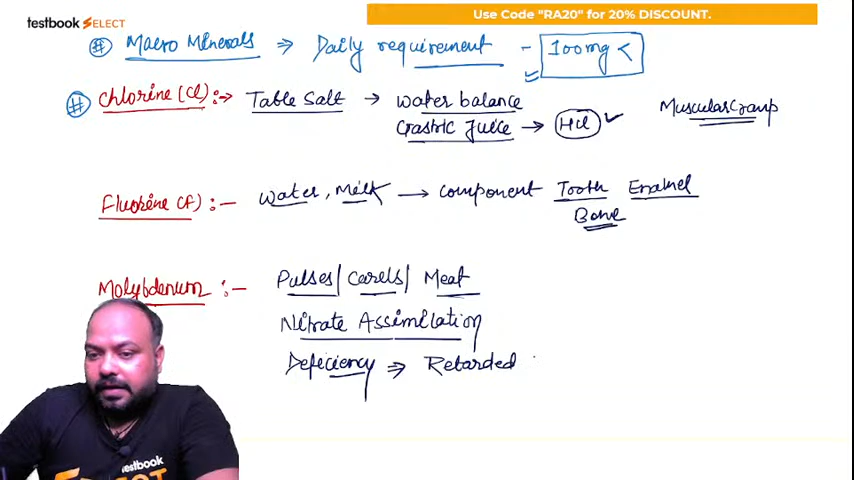 testbook SELECT
Use Code "RA20" for 20% DISCOUNT.
# Macro Minerals ⇒ Daily requirement - 100mg <
# Chlorine (Cl) :→ Table Salt → water balance
Gastric Juice → Hcl ✓ Muscular Cramp
Fluorine (F) :- water, Milk → component Tooth Enamel
Bone
Molybdenum :- Pulses/ Carels/ Meat
Nitrate Assimilation
Deficiency ⇒ Retarded
testbook